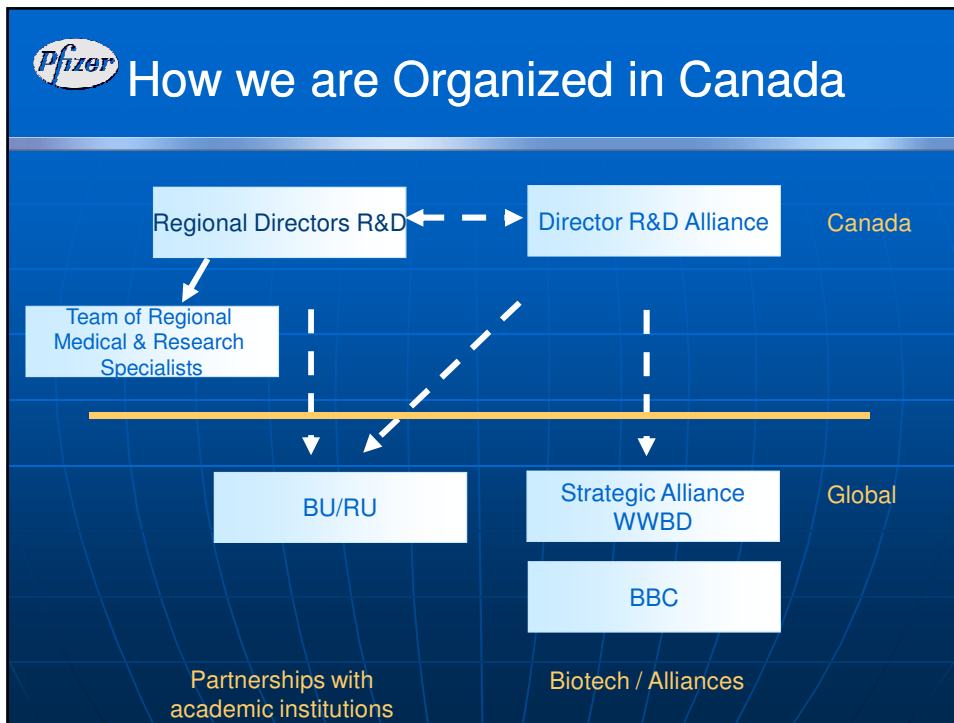 Pfizer
How we are Organized in Canada
Regional Directors R&D
Director R&D Alliance
Canada
Team of Regional
Medical & Research
Specialists
BU/RU
Strategic Alliance
WWBD
Global
BBC
Partnerships with
academic institutions
Biotech / Alliances